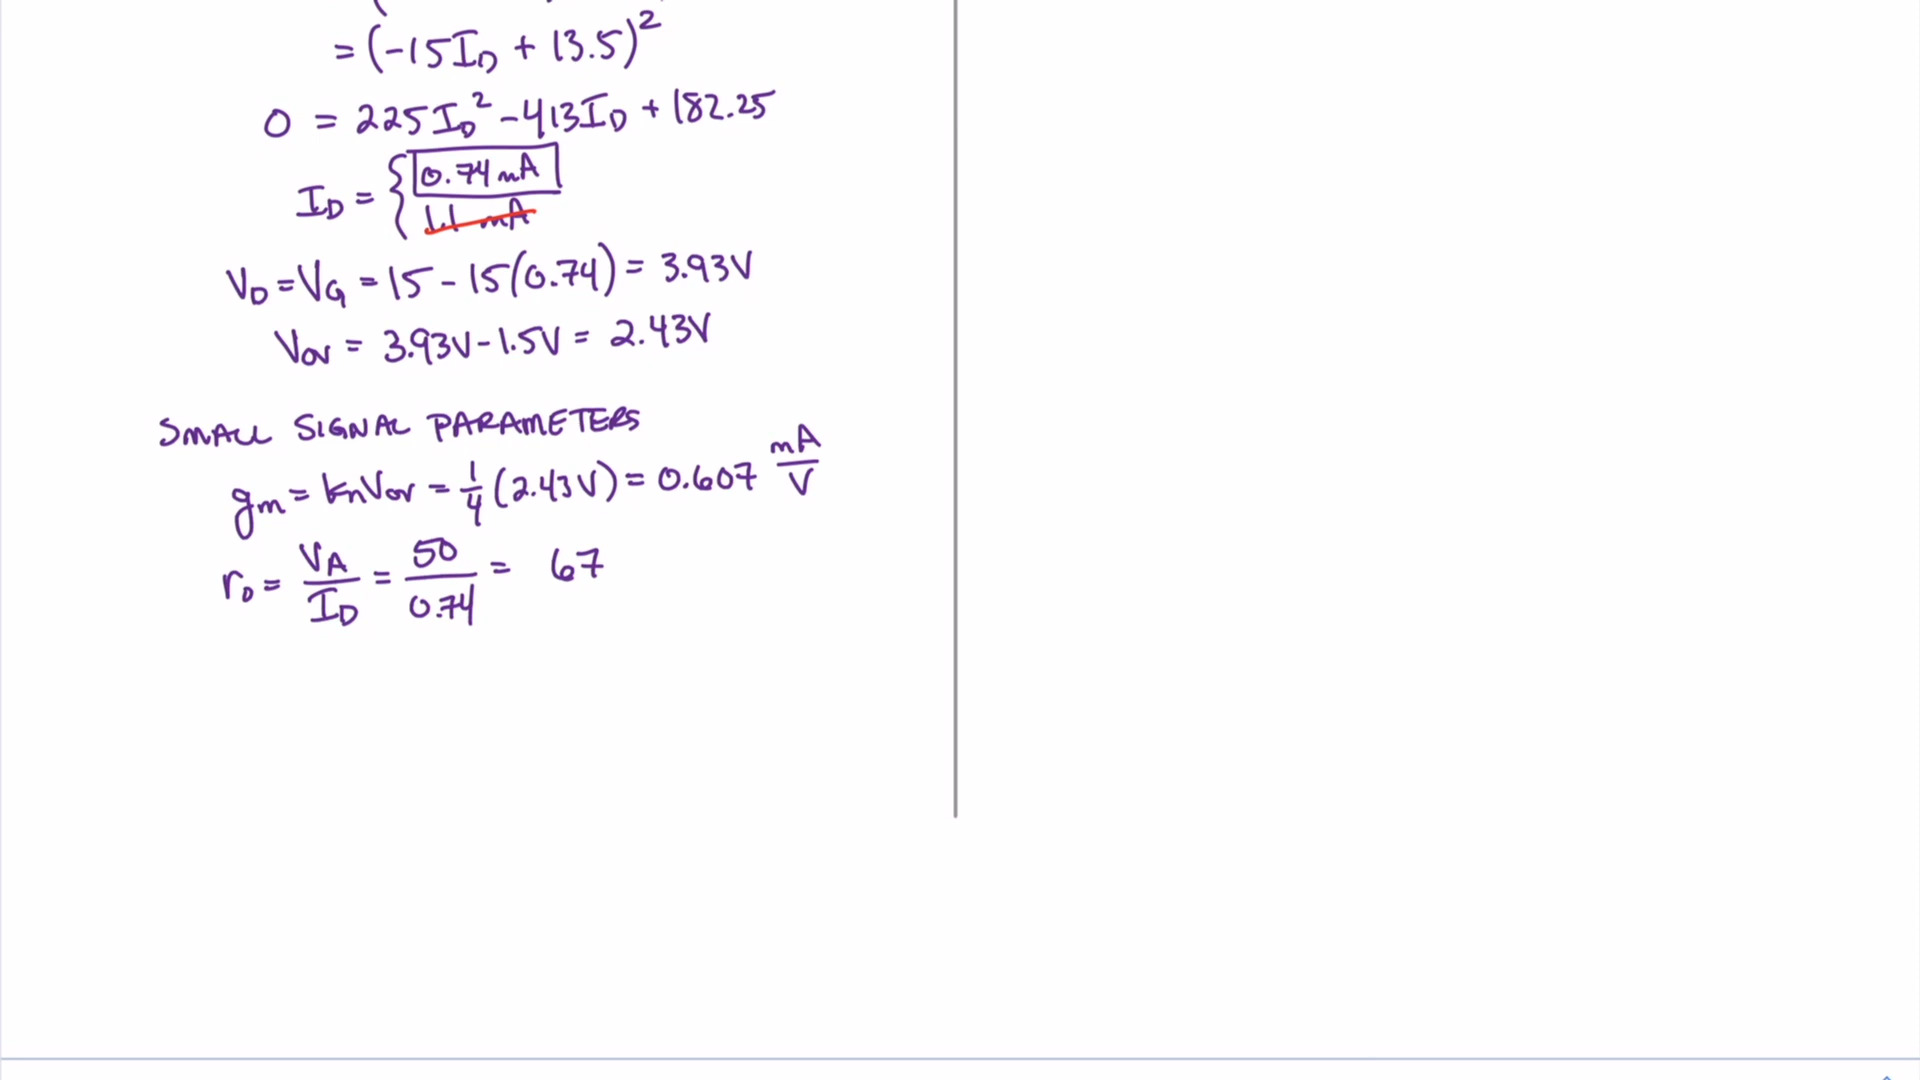 = (-15I_D + 13.5)^2
0 = 225I_D^2 - 413I_D + 182.25
I_D = { 0.74 mA
1.1 mA
V_D = V_G = 15 - 15(0.74) = 3.93V
V_ov = 3.93V - 1.5V = 2.43V
SMALL SIGNAL PARAMETERS
g_m = k_n V_ov = 1/4 (2.43V) = 0.607 mA/V
r_o = V_A/I_D = 50/0.74 = 67